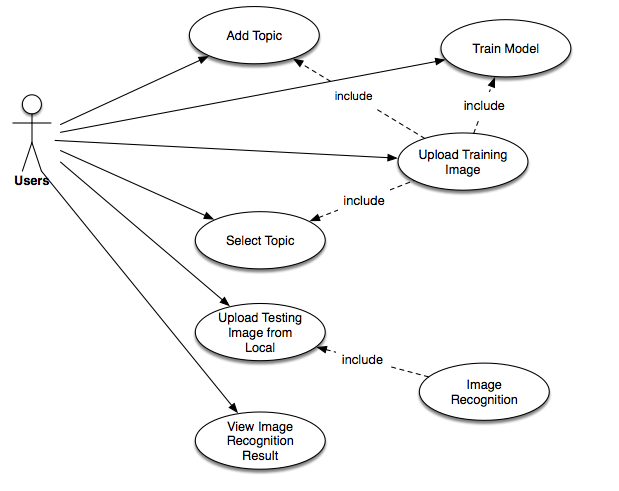 Add Topic
Train Model
include
include
Upload Training
Image
Users
include
Select Topic
Upload Testing
Image from
Local
include
Image
Recognition
View Image
Recognition
Result